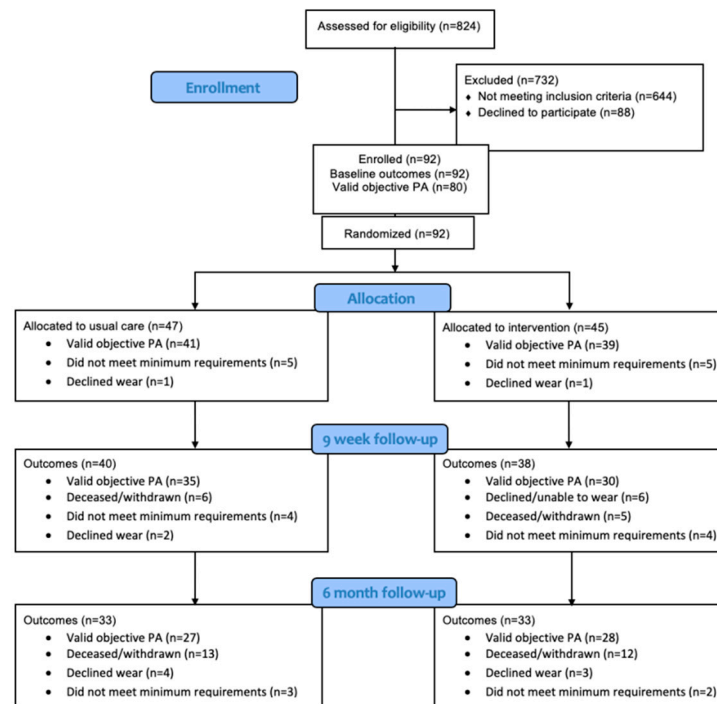 Assessed for eligibility (n=824)
Enrollment
Excluded (n=732)
♦ Not meeting inclusion criteria (n=644)
♦ Declined to participate (n=88)
Enrolled (n=92)
Baseline outcomes (n=92)
Valid objective PA (n=80)
Randomized (n=92)
Allocation
Allocated to usual care (n=47)
• Valid objective PA (n=41)
• Did not meet minimum requirements (n=5)
• Declined wear (n=1)
Allocated to intervention (n=45)
• Valid objective PA (n=39)
• Did not meet minimum requirements (n=5)
• Declined wear (n=1)
9 week follow-up
Outcomes (n=40)
• Valid objective PA (n=35)
• Deceased/withdrawn (n=6)
• Did not meet minimum requirements (n=4)
• Declined wear (n=2)
Outcomes (n=38)
• Valid objective PA (n=30)
• Declined/unable to wear (n=6)
• Deceased/withdrawn (n=5)
• Did not meet minimum requirements (n=4)
6 month follow-up
Outcomes (n=33)
• Valid objective PA (n=27)
• Deceased/withdrawn (n=13)
• Declined wear (n=4)
• Did not meet minimum requirements (n=3)
Outcomes (n=33)
• Valid objective PA (n=28)
• Deceased/withdrawn (n=12)
• Declined wear (n=3)
• Did not meet minimum requirements (n=2)